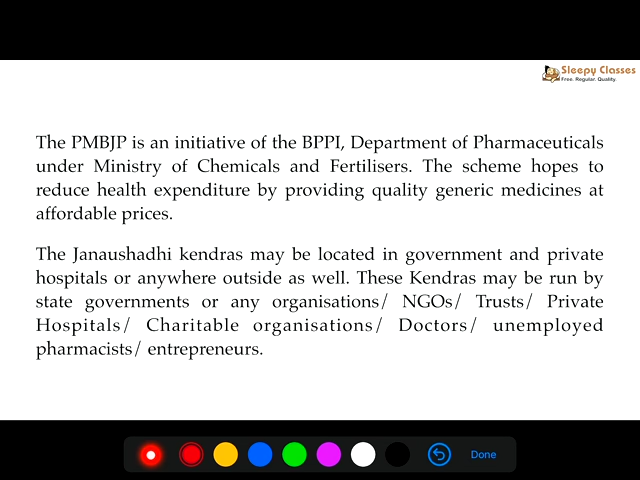 Sleepy Classes
Free. Regular. Quality.
The PMBJP is an initiative of the BPPI, Department of Pharmaceuticals
under Ministry of Chemicals and Fertilisers. The scheme hopes to
reduce health expenditure by providing quality generic medicines at
affordable prices.
The Janaushadhi kendras may be located in government and private
hospitals or anywhere outside as well. These Kendras may be run by
state governments or any organisations/ NGOs/ Trusts/ Private
Hospitals/ Charitable organisations/ Doctors/ unemployed
pharmacists/ entrepreneurs.
Done